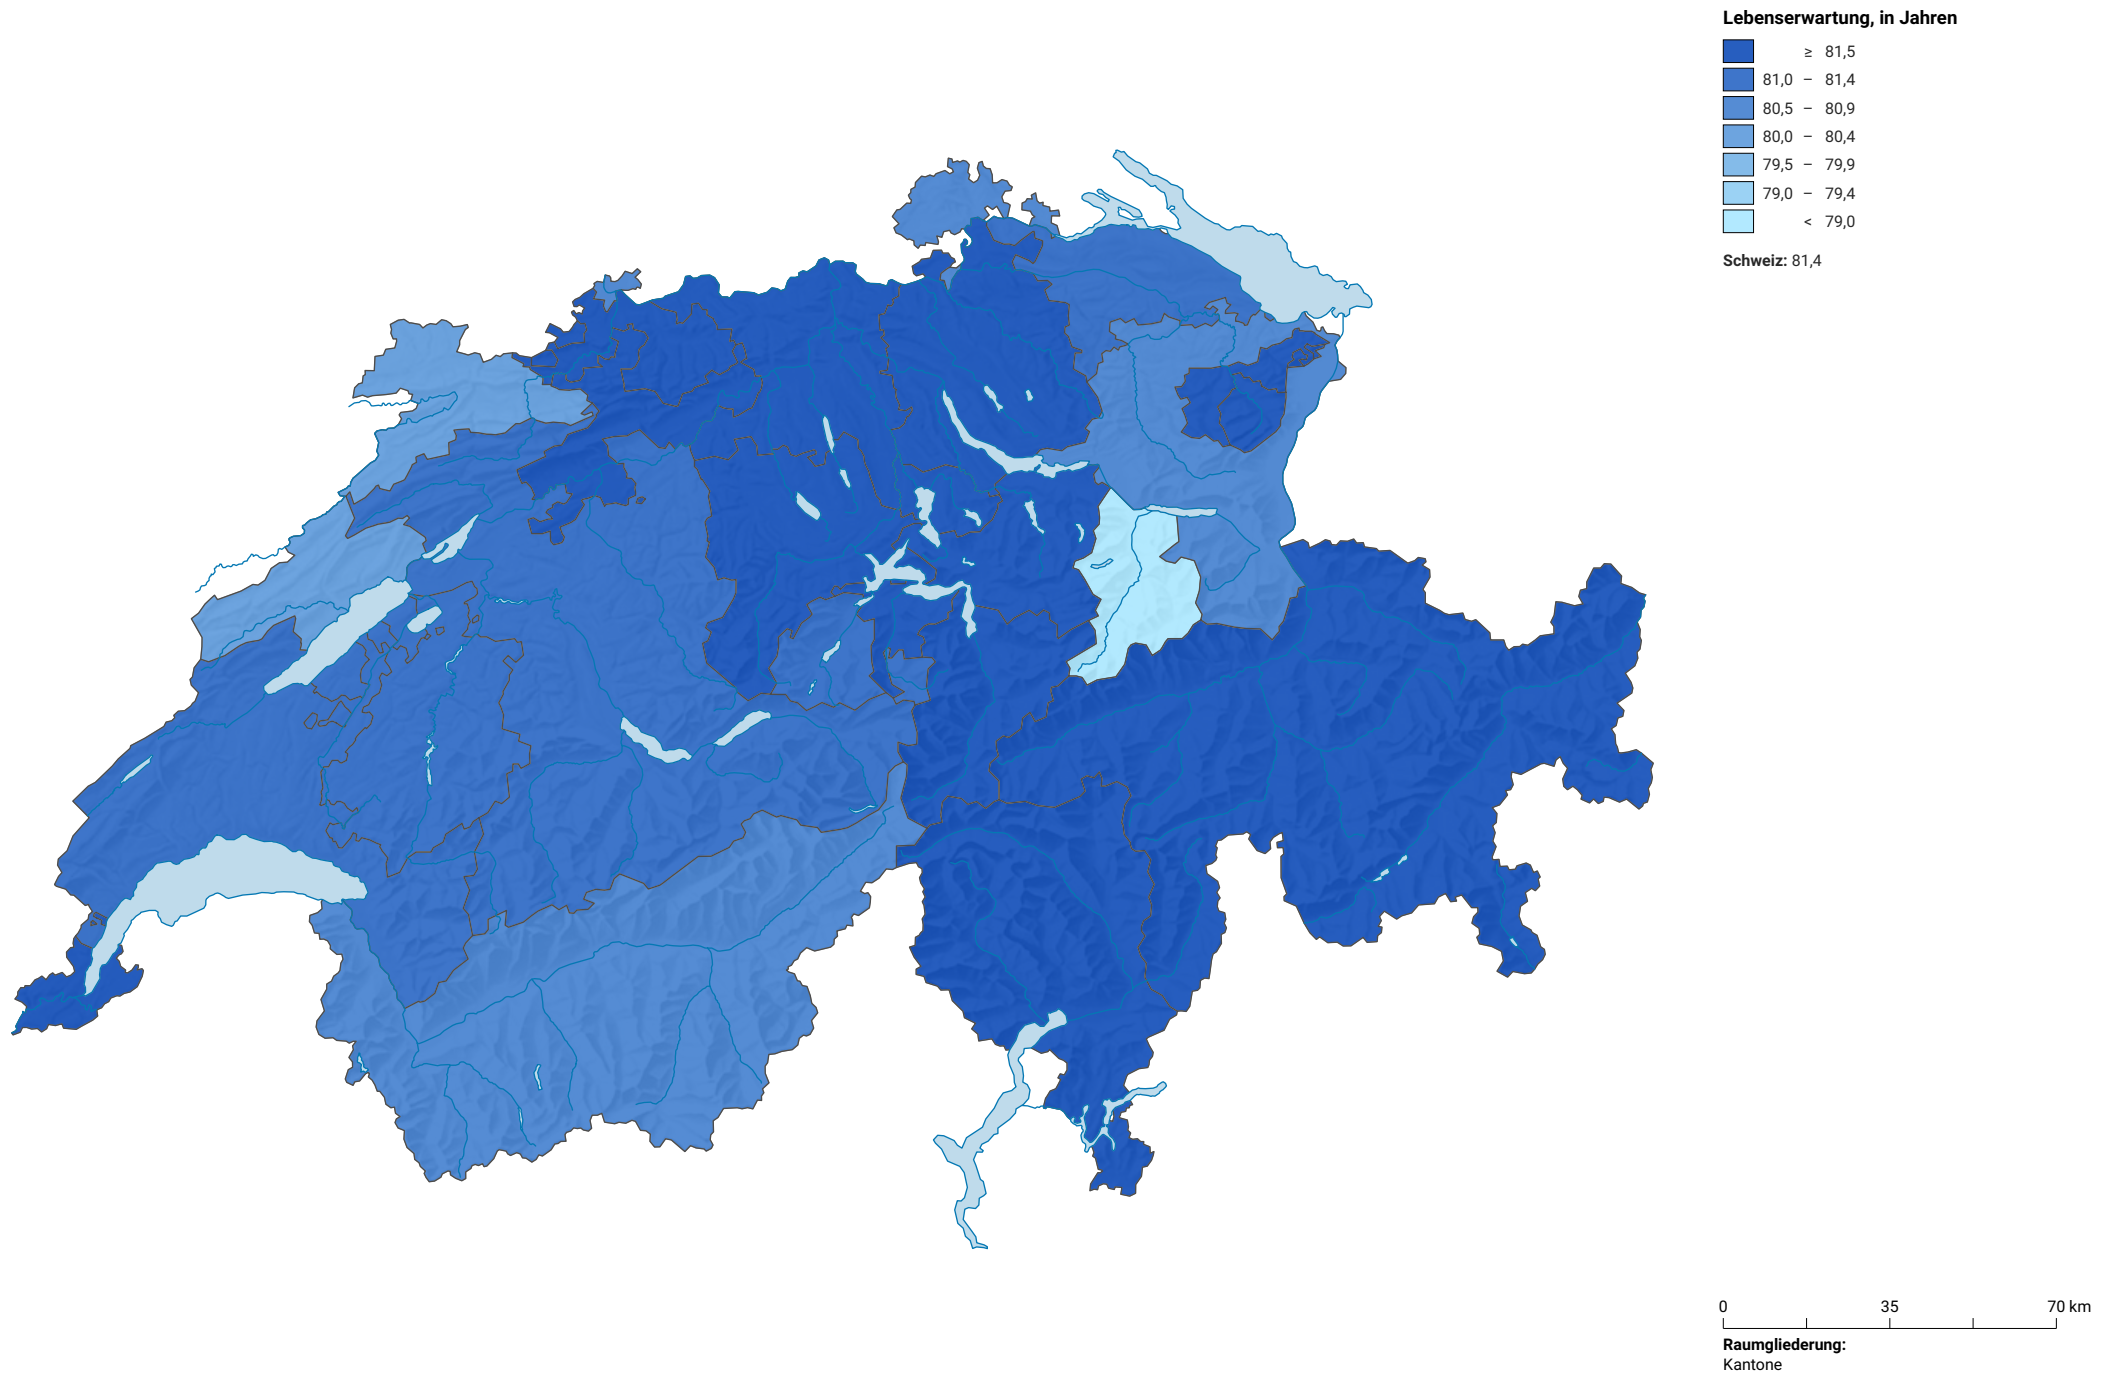 Lebenserwartung, in Jahren
≥ 81,5
81,0 – 81,4
80,5 – 80,9
80,0 – 80,4
79,5 – 79,9
79,0 – 79,4
< 79,0
Schweiz: 81,4
0 35 70 km
Raumgliederung:
Kantone